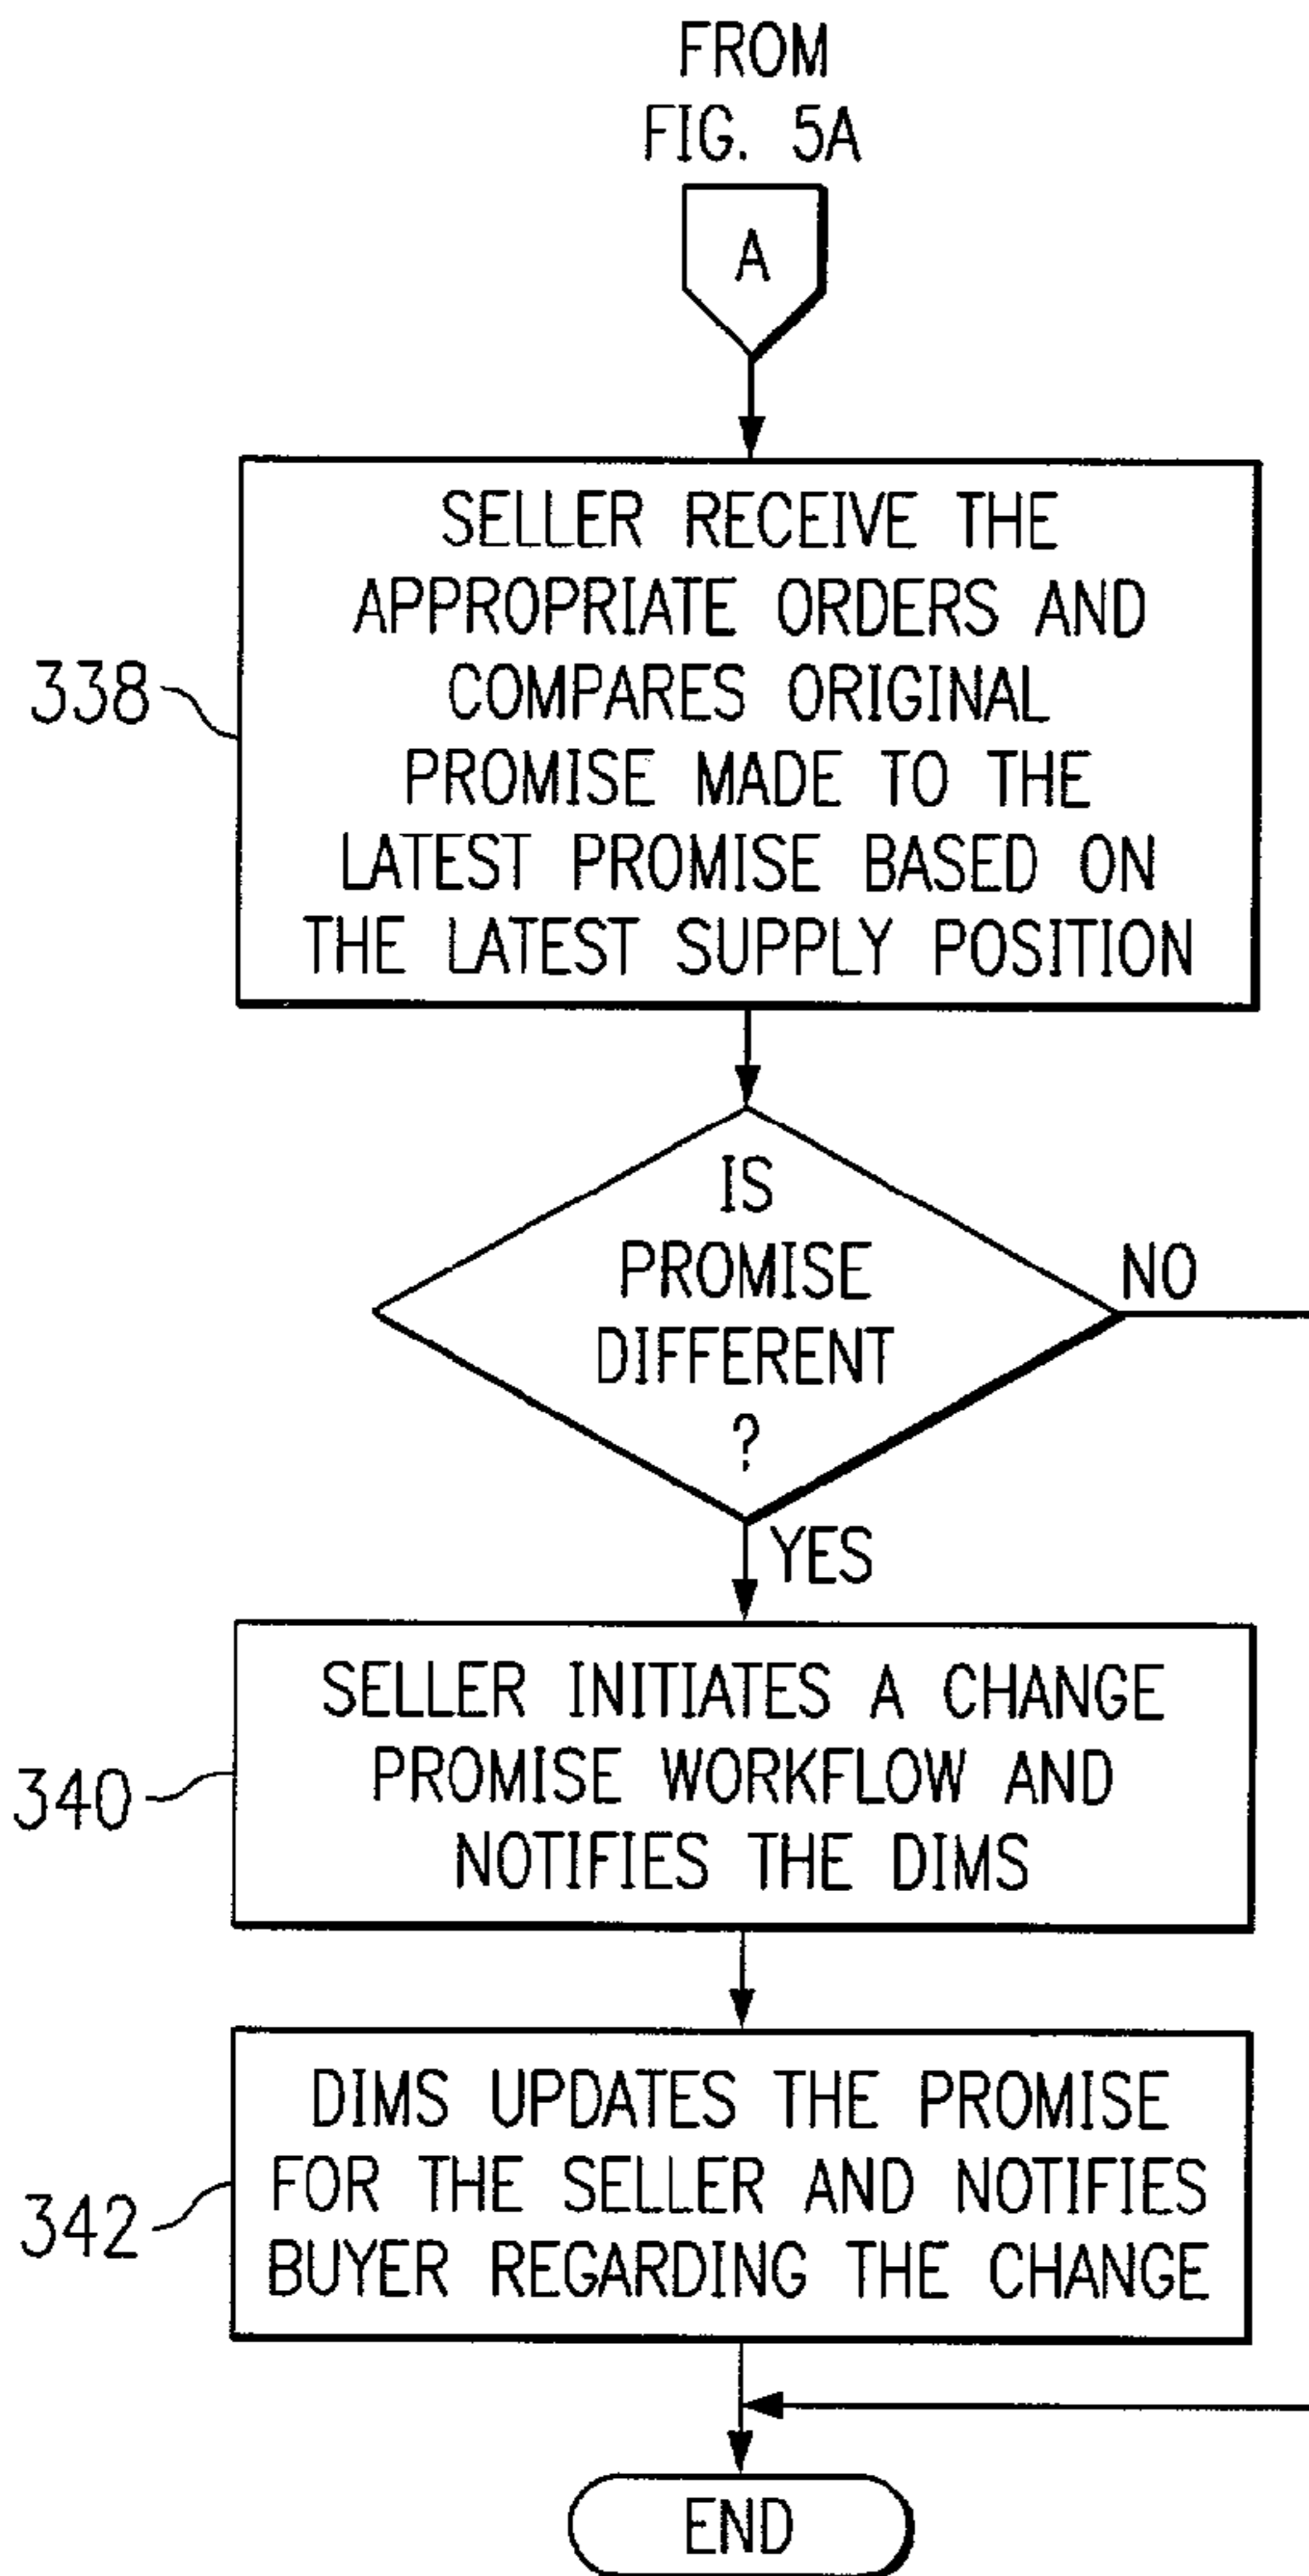 FROM
FIG. 5A
A
SELLER RECEIVE THE
APPROPRIATE ORDERS AND
COMPARES ORIGINAL
PROMISE MADE TO THE
LATEST PROMISE BASED ON
THE LATEST SUPPLY POSITION
338
IS
PROMISE
DIFFERENT
?
NO
YES
SELLER INITIATES A CHANGE
PROMISE WORKFLOW AND
NOTIFIES THE DIMS
340
DIMS UPDATES THE PROMISE
FOR THE SELLER AND NOTIFIES
BUYER REGARDING THE CHANGE
342
END